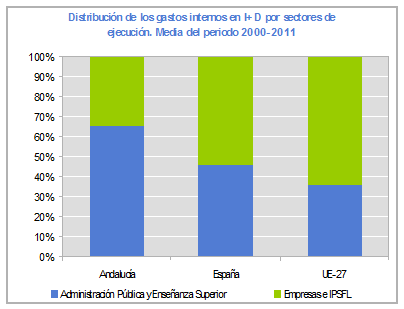 Distribución de los gastos internos en I+D por sectores de
ejecución. Media del periodo 2000-2011
100%
90%
80%
70%
60%
50%
40%
30%
20%
10%
0%
Andalucía España UE-27
Administración Pública y Enseñanza Superior Empresas e IPSFL